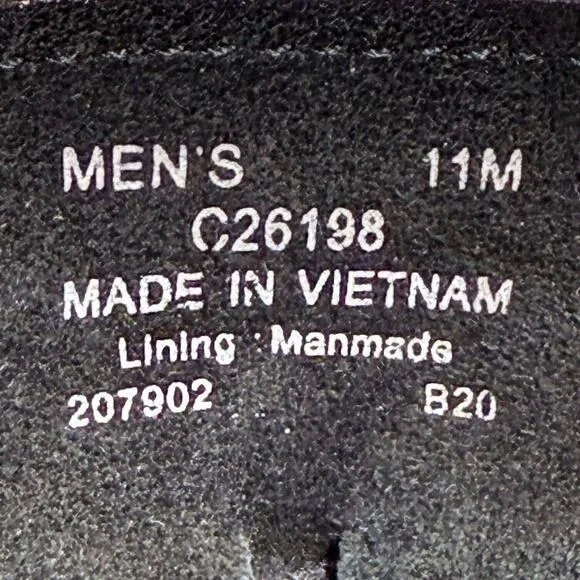 MEN'S 11M
C26198
MADE IN VIETNAM
Lining : Manmade
207902 B20